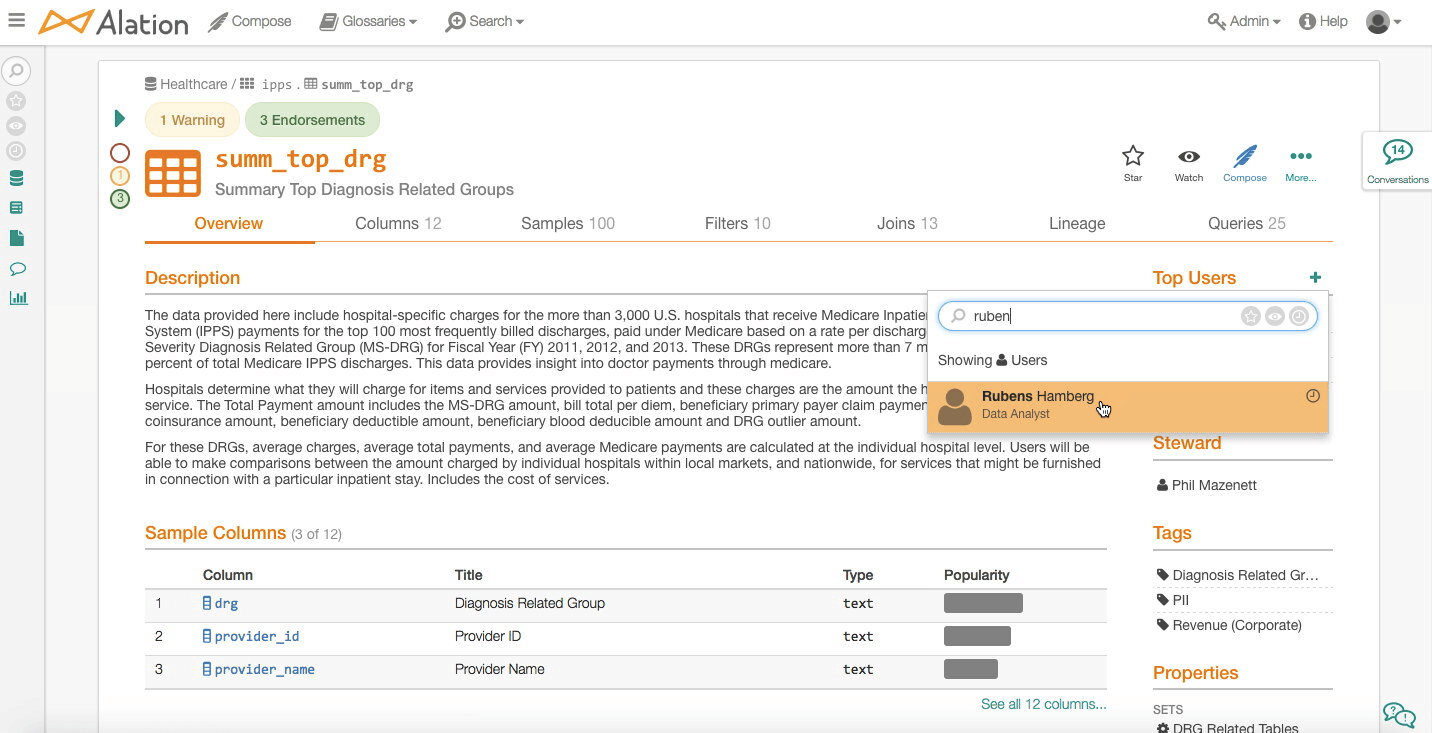 Alation Compose Glossaries Search Admin Help
Healthcare / ipps . summ_top_drg
1 Warning 3 Endorsements
summ_top_drg
Summary Top Diagnosis Related Groups
1
3
Star Watch Compose More...
14
Conversations
Overview Columns 12 Samples 100 Filters 10 Joins 13 Lineage Queries 25
Description
The data provided here include hospital-specific charges for the more than 3,000 U.S. hospitals that receive Medicare Inpatien
System (IPPS) payments for the top 100 most frequently billed discharges, paid under Medicare based on a rate per discharg
Severity Diagnosis Related Group (MS-DRG) for Fiscal Year (FY) 2011, 2012, and 2013. These DRGs represent more than 7 m
percent of total Medicare IPPS discharges. This data provides insight into doctor payments through medicare.
Hospitals determine what they will charge for items and services provided to patients and these charges are the amount the h
service. The Total Payment amount includes the MS-DRG amount, bill total per diem, beneficiary primary payer claim paymen
coinsurance amount, beneficiary deductible amount, beneficiary blood deducible amount and DRG outlier amount.
For these DRGs, average charges, average total payments, and average Medicare payments are calculated at the individual hospital level. Users will be
able to make comparisons between the amount charged by individual hospitals within local markets, and nationwide, for services that might be furnished
in connection with a particular inpatient stay. Includes the cost of services.
Top Users +
ruben
Showing Users
Rubens Hamberg
Data Analyst
Steward
Phil Mazenett
Tags
Diagnosis Related Gr...
PII
Revenue (Corporate)
Properties
SETS
DRG Related Tables
Sample Columns (3 of 12)
Column Title Type Popularity
1 drg Diagnosis Related Group text
2 provider_id Provider ID text
3 provider_name Provider Name text
See all 12 columns...